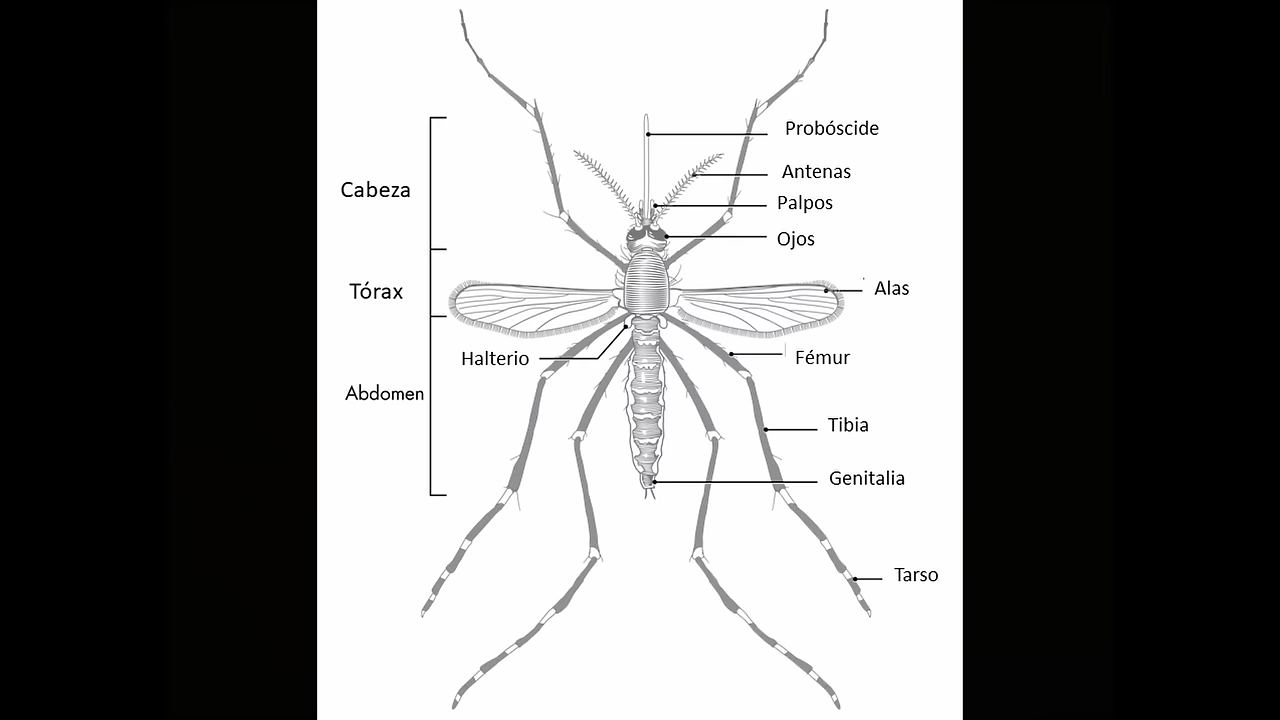 Probóscide
Antenas
Cabeza
Palpos
Ojos
Alas
Tórax
Fémur
Halterio
Abdomen
Tibia
Genitalia
Tarso